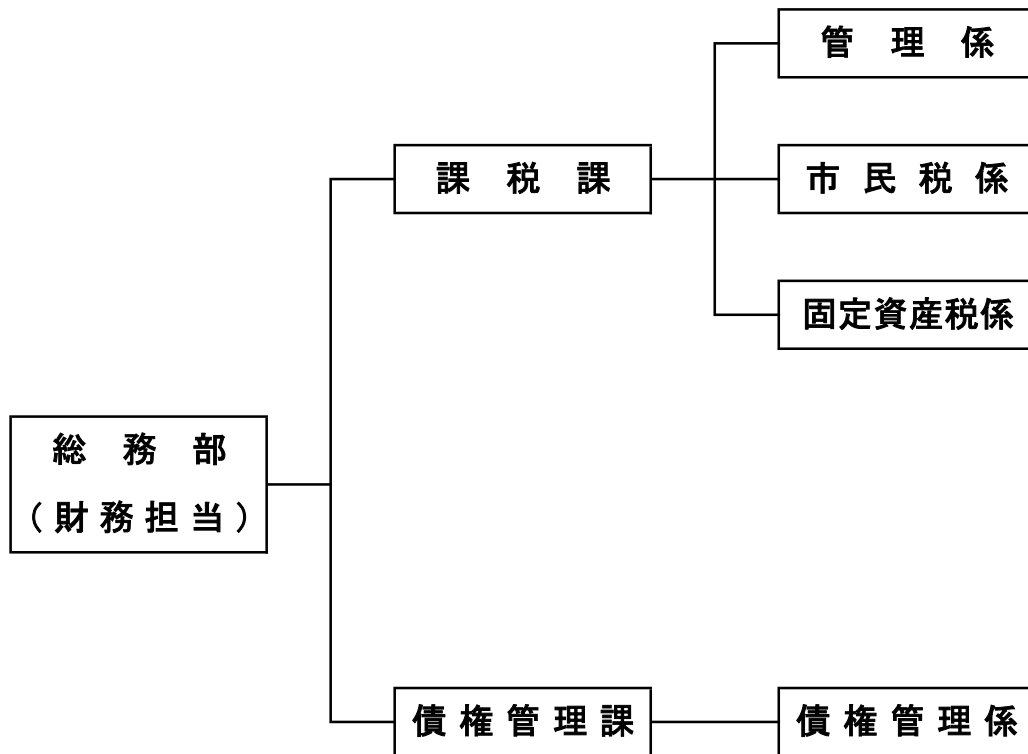 管理係
課税課
市民税係
固定資産税係
総務部
(財務担当)
債権管理課
債権管理係